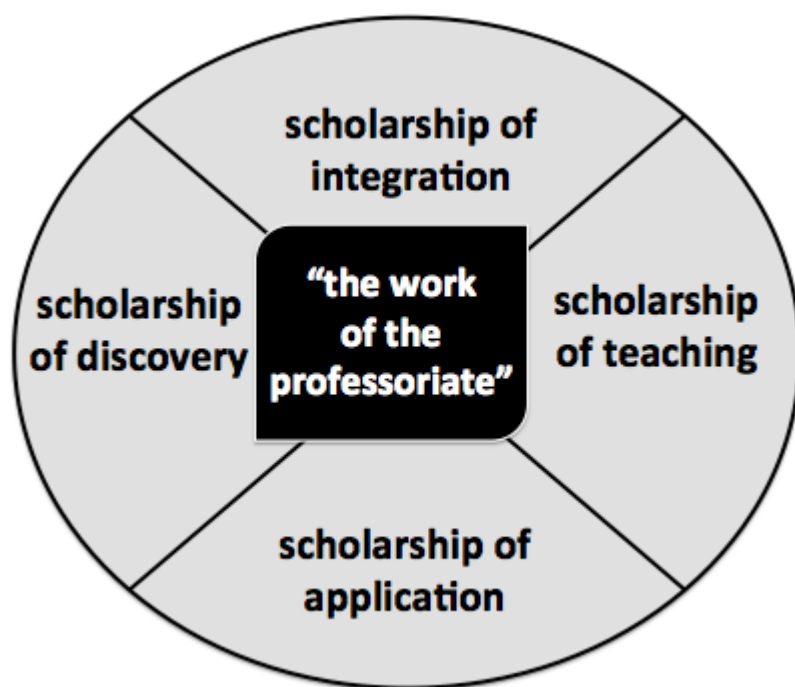 scholarship of
integration
scholarship
of discovery
“the work
of the
professoriate”
scholarship
of teaching
scholarship of
application